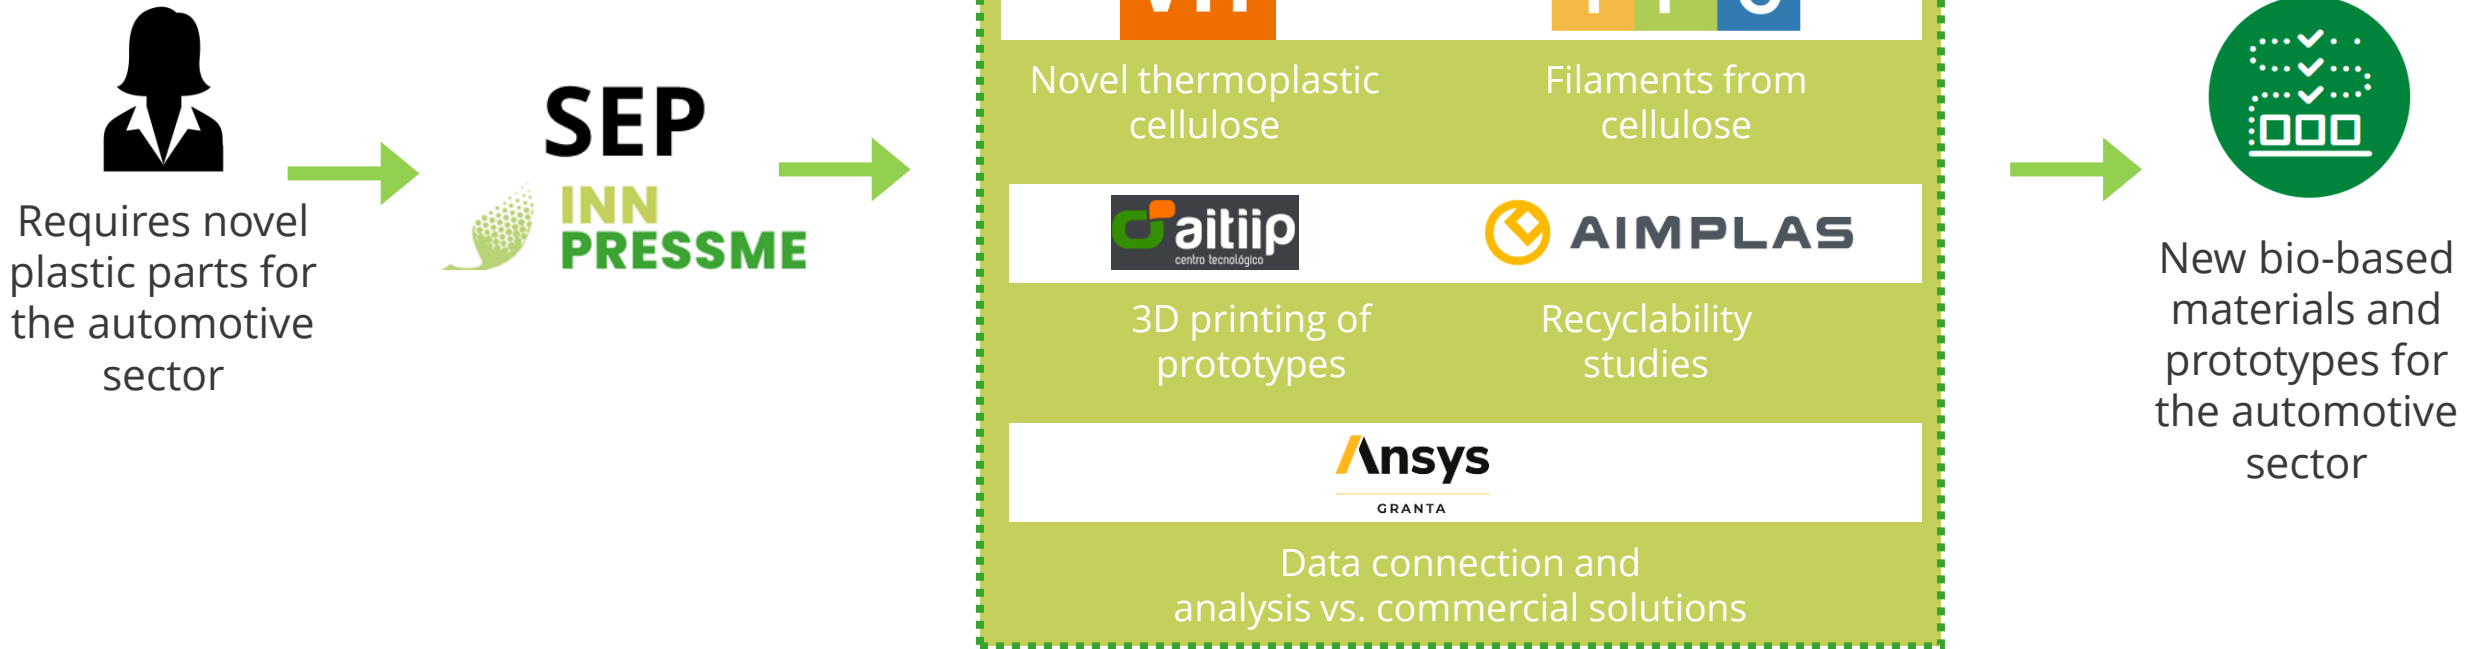 Requires novel
plastic parts for
the automotive
sector
SEP
INN
PRESSME
Novel thermoplastic
cellulose
Filaments from
cellulose
aitiip
centro tecnológico
AIMPLAS
3D printing of
prototypes
Recyclability
studies
Ansys
GRANTA
Data connection and
analysis vs. commercial solutions
New bio-based
materials and
prototypes for
the automotive
sector